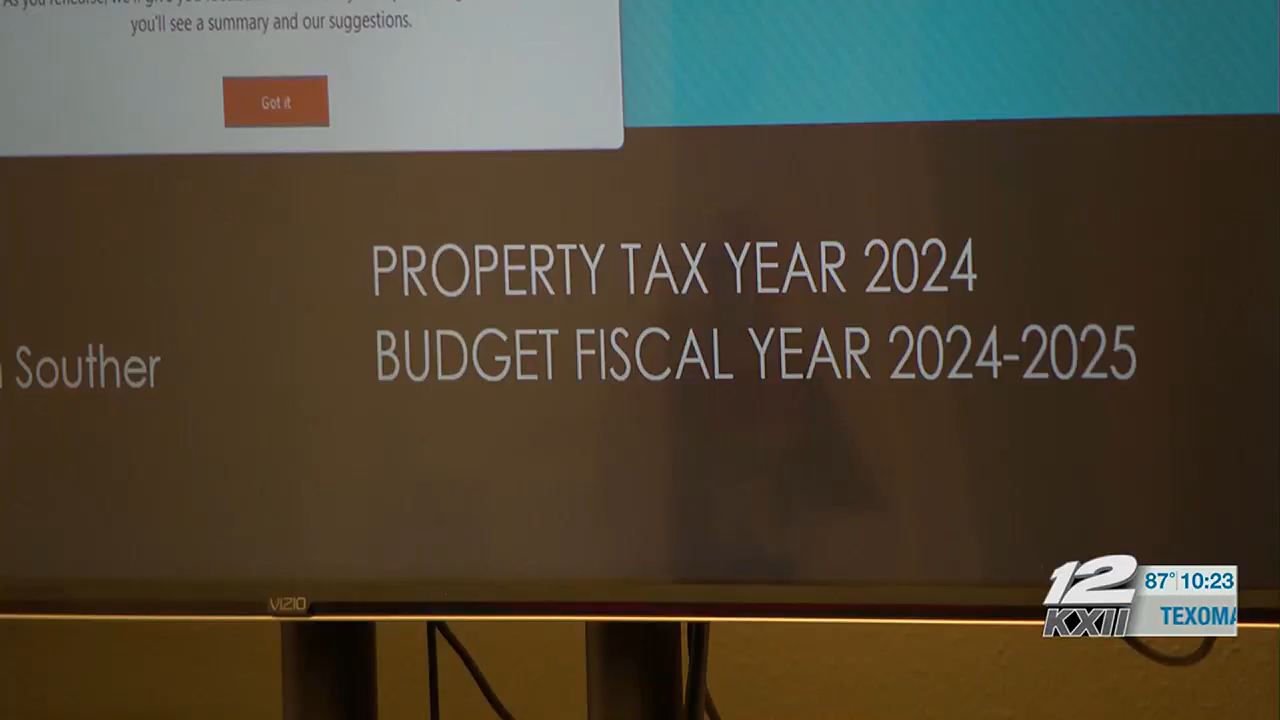 you'll see a summary and our suggestions.
Got it
PROPERTY TAX YEAR 2024
BUDGET FISCAL YEAR 2024-2025
Souther
VIZIO
12
KXII
87° 10:23
TEXOMA